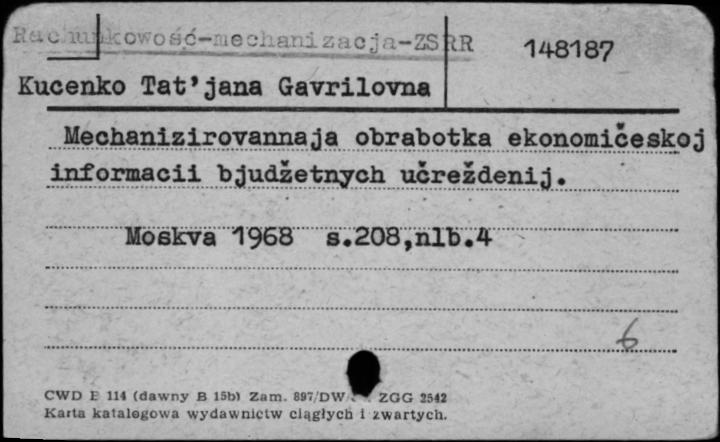 Rachunkowość-mechanizacja-ZSRR
148187
Kucenko Tat'jana Gavrilovna
Mechanizirovannaja obrabotka ekonomičeskoj
informacii bjudžetnych učreždenij.
Moskva 1968 s.208,nlb.4
6
CWD E 114 (dawny B 15b) Zam. 897/DW ZGG 2542
Karta katalogowa wydawnictw ciągłych i zwartych.